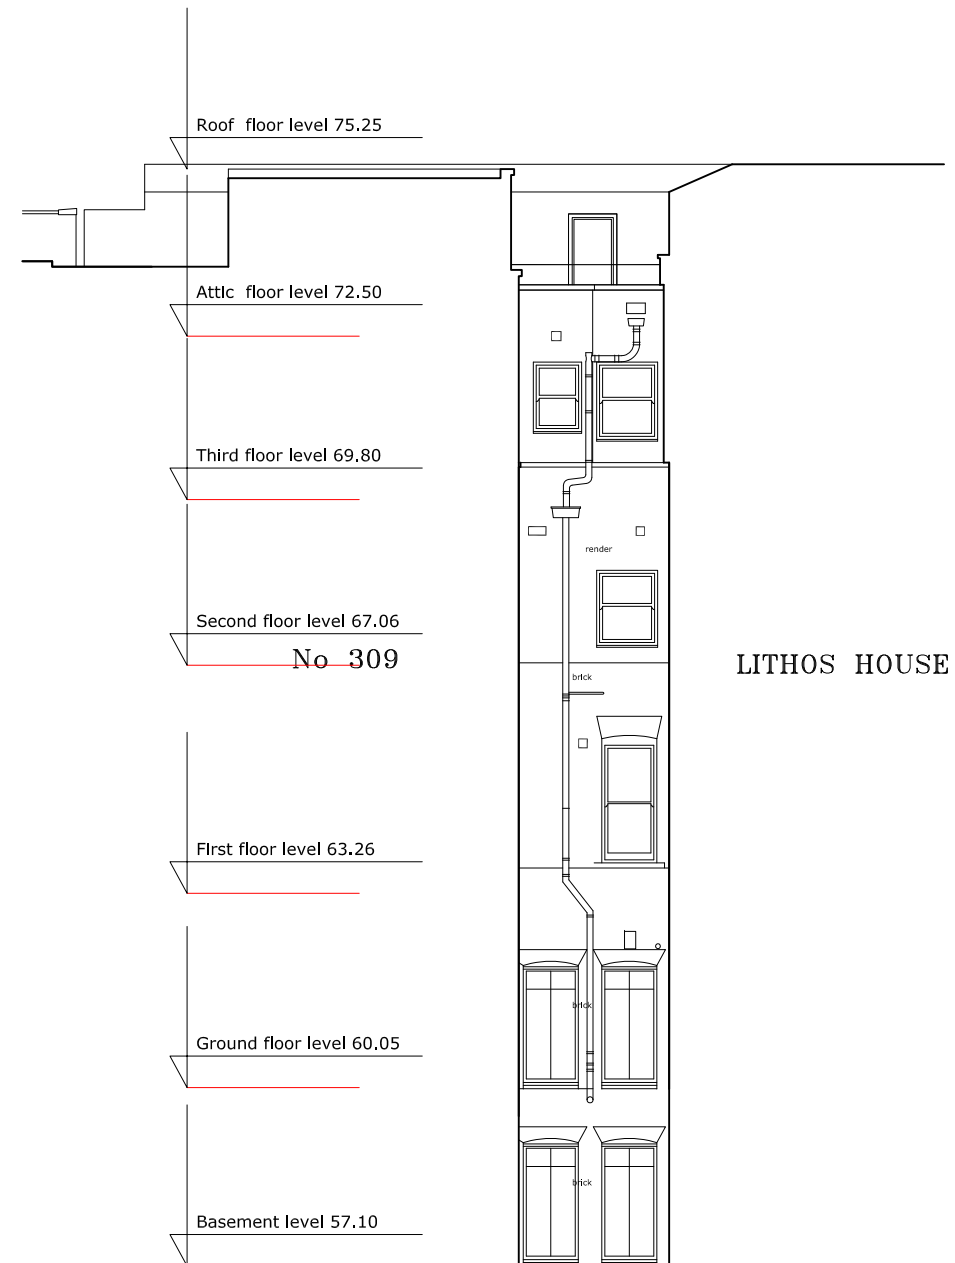 Roof floor level 75.25
Attic floor level 72.50
Third floor level 69.80
render
Second floor level 67.06
No 309
LITHOS HOUSE
brick
First floor level 63.26
brick
Ground floor level 60.05
brick
Basement level 57.10